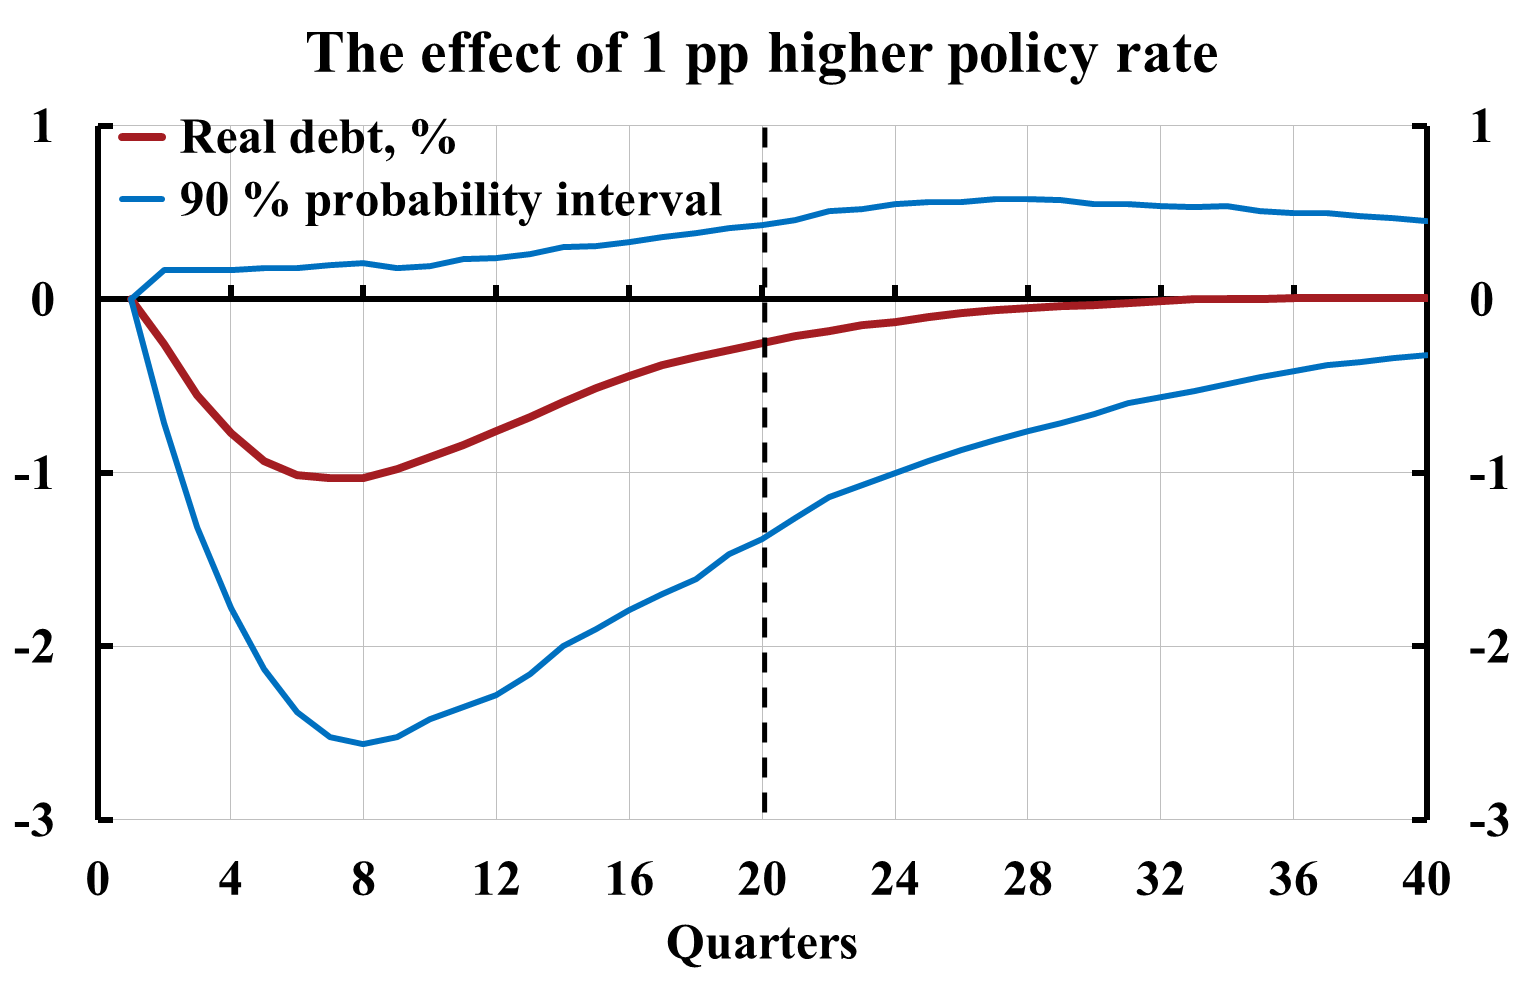 The effect of 1 pp higher policy rate
1 1
Real debt, %
90 % probability interval
0 0
-1 -1
-2 -2
-3 -3
0 4 8 12 16 20 24 28 32 36 40
Quarters